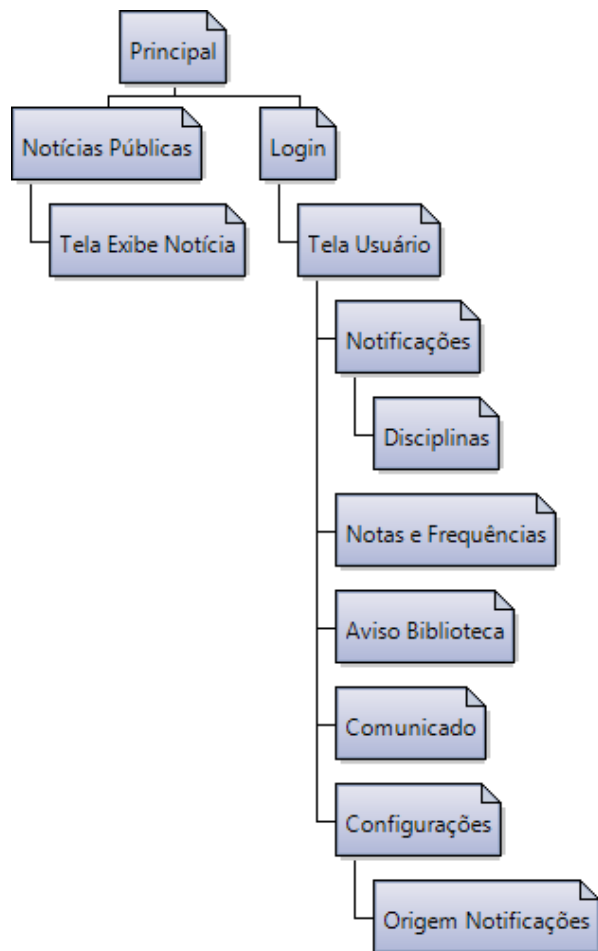 Principal
Notícias Públicas
Login
Tela Exibe Notícia
Tela Usuário
Notificações
Disciplinas
Notas e Frequências
Aviso Biblioteca
Comunicado
Configurações
Origem Notificações